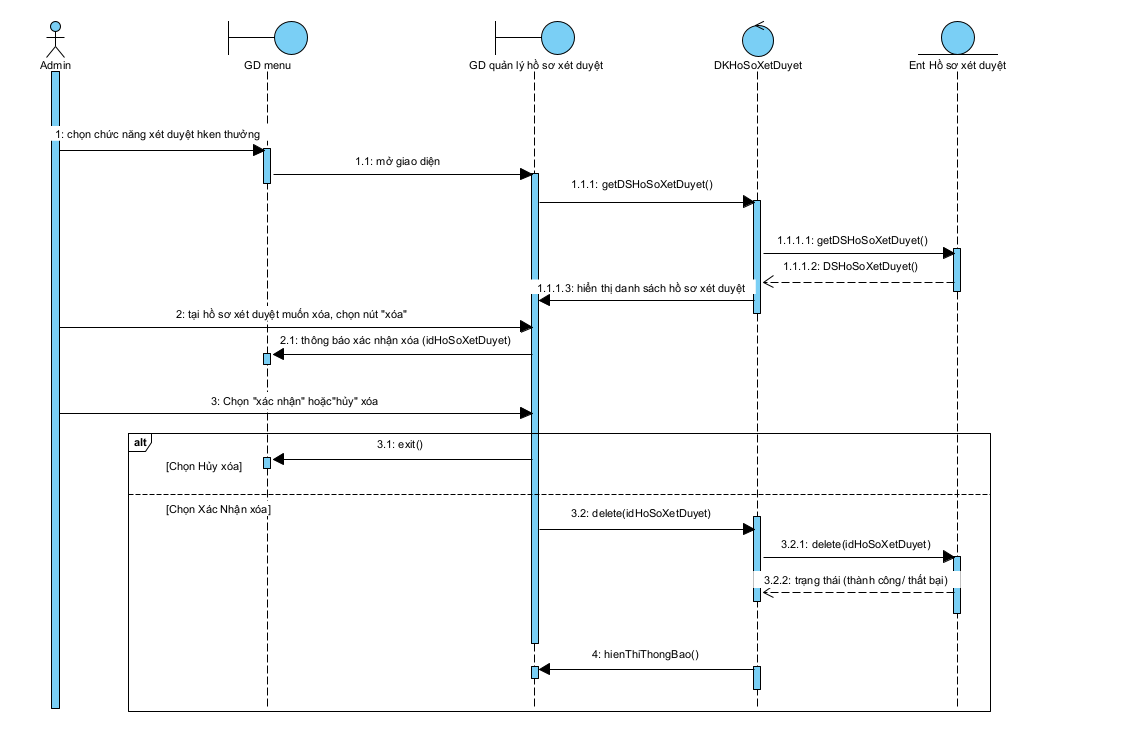 Admin
GD menu
GD quản lý hồ sơ xét duyệt
DKHoSoXetDuyet
Ent Hồ sơ xét duyệt
1: chọn chức năng xét duyệt hken thưởng
1.1: mở giao diện
1.1.1: getDSHoSoXetDuyet()
1.1.1.1: getDSHoSoXetDuyet()
1.1.1.2: DSHoSoXetDuyet()
1.1.1.3: hiển thị danh sách hồ sơ xét duyệt
2: tại hồ sơ xét duyệt muốn xóa, chọn nút "xóa"
2.1: thông báo xác nhận xóa (idHoSoXetDuyet)
3: Chọn "xác nhận" hoặc"hủy" xóa
alt
3.1: exit()
[Chọn Hủy xóa]
[Chọn Xác Nhận xóa]
3.2: delete(idHoSoXetDuyet)
3.2.1: delete(idHoSoXetDuyet)
3.2.2: trạng thái (thành công/ thất bại)
4: hienThiThongBao()